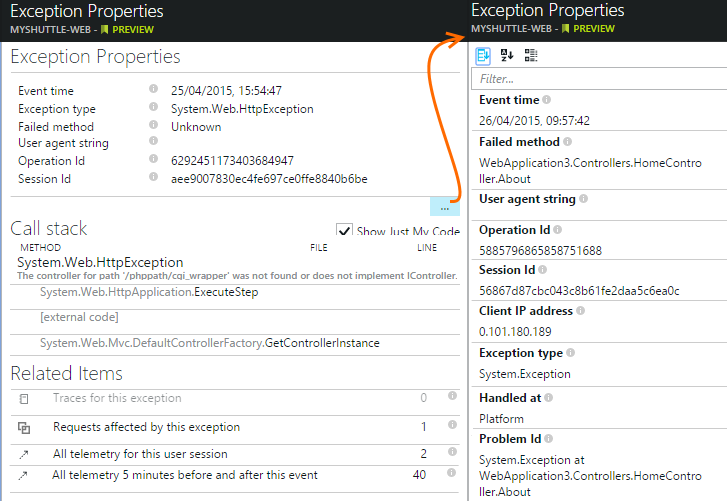 Exception Properties
MYSHUTTLE-WEB - PREVIEW
Exception Properties
Event time 25/04/2015, 15:54:47
Exception type System.Web.HttpException
Failed method Unknown
User agent string
Operation Id 6292451173403684947
Session Id aee9007830ec4fe697ce0ffe8840b6be
...
Call stack
Show Just My Code
METHOD FILE LINE
System.Web.HttpException
The controller for path '/phppath/cgi_wrapper' was not found or does not implement IController.
System.Web.HttpApplication.ExecuteStep
[external code]
System.Web.Mvc.DefaultControllerFactory.GetControllerInstance
Related Items
Traces for this exception 0
Requests affected by this exception 1
All telemetry for this user session 2
All telemetry 5 minutes before and after this event 40
Exception Properties
MYSHUTTLE-WEB - PREVIEW
Filter...
Event time
26/04/2015, 09:57:42
Failed method
WebApplication3.Controllers.HomeContro
ller.About
User agent string
Operation Id
5885796865858751688
Session Id
56867d87cbc043c8b61fe2daa5c6ea0c
Client IP address
0.101.180.189
Exception type
System.Exception
Handled at
Platform
Problem Id
System.Exception at
WebApplication3.Controllers.HomeContro
ller.About